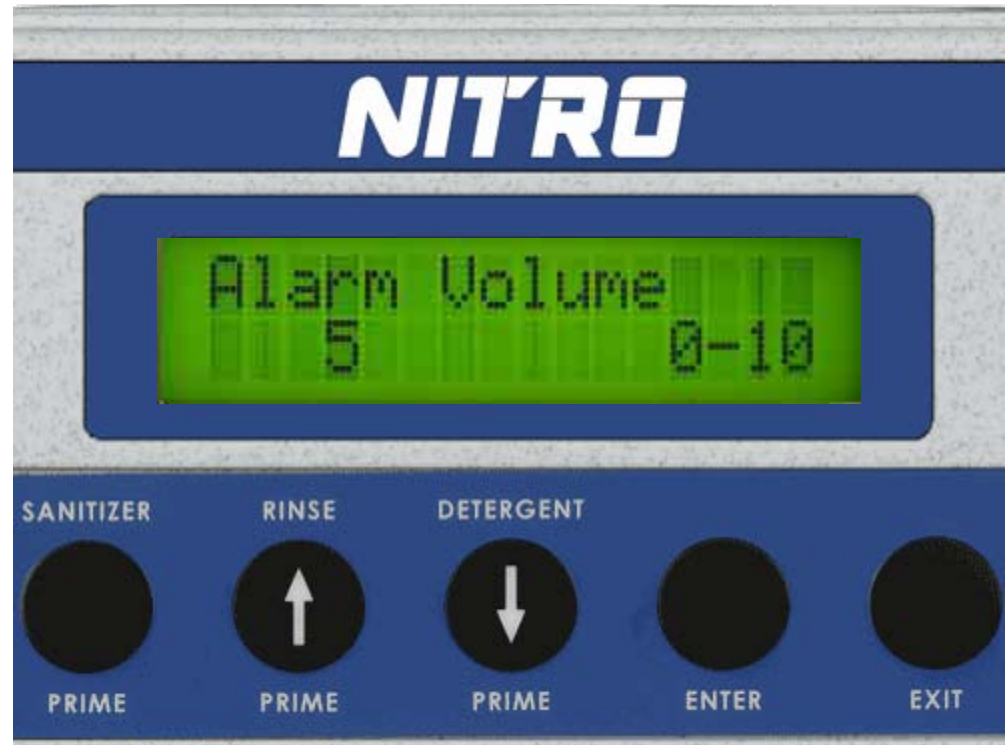 NITRO
Alarm Volume
5 0-10
SANITIZER RINSE DETERGENT
PRIME PRIME PRIME ENTER EXIT